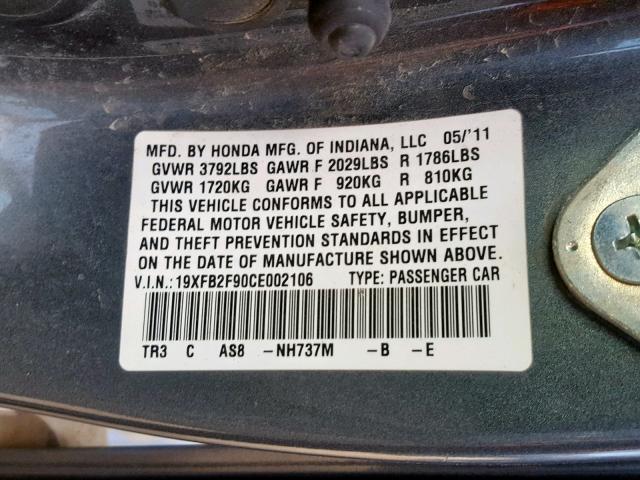 MFD. BY HONDA MFG. OF INDIANA, LLC 05/'11
GVWR 3792LBS GAWR F 2029LBS R 1786LBS
GVWR 1720KG GAWR F 920KG R 810KG
THIS VEHICLE CONFORMS TO ALL APPLICABLE
FEDERAL MOTOR VEHICLE SAFETY, BUMPER,
AND THEFT PREVENTION STANDARDS IN EFFECT
ON THE DATE OF MANUFACTURE SHOWN ABOVE.
V.I.N.:19XFB2F90CE002106 TYPE: PASSENGER CAR
TR3 C AS8 -NH737M -B -E